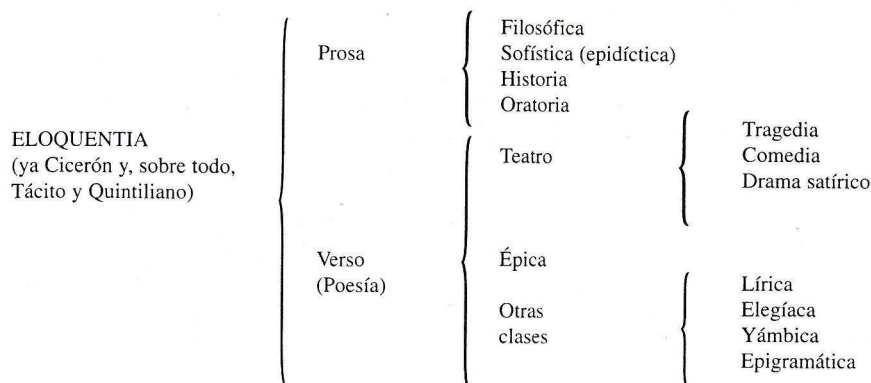 ELOQUENTIA
(ya Cicerón y, sobre todo,
Tácito y Quintiliano)
Prosa
Filosófica
Sofística (epidíctica)
Historia
Oratoria
Verso
(Poesía)
Teatro
Tragedia
Comedia
Drama satírico
Épica
Otras
clases
Lírica
Elegíaca
Yámbica
Epigramática